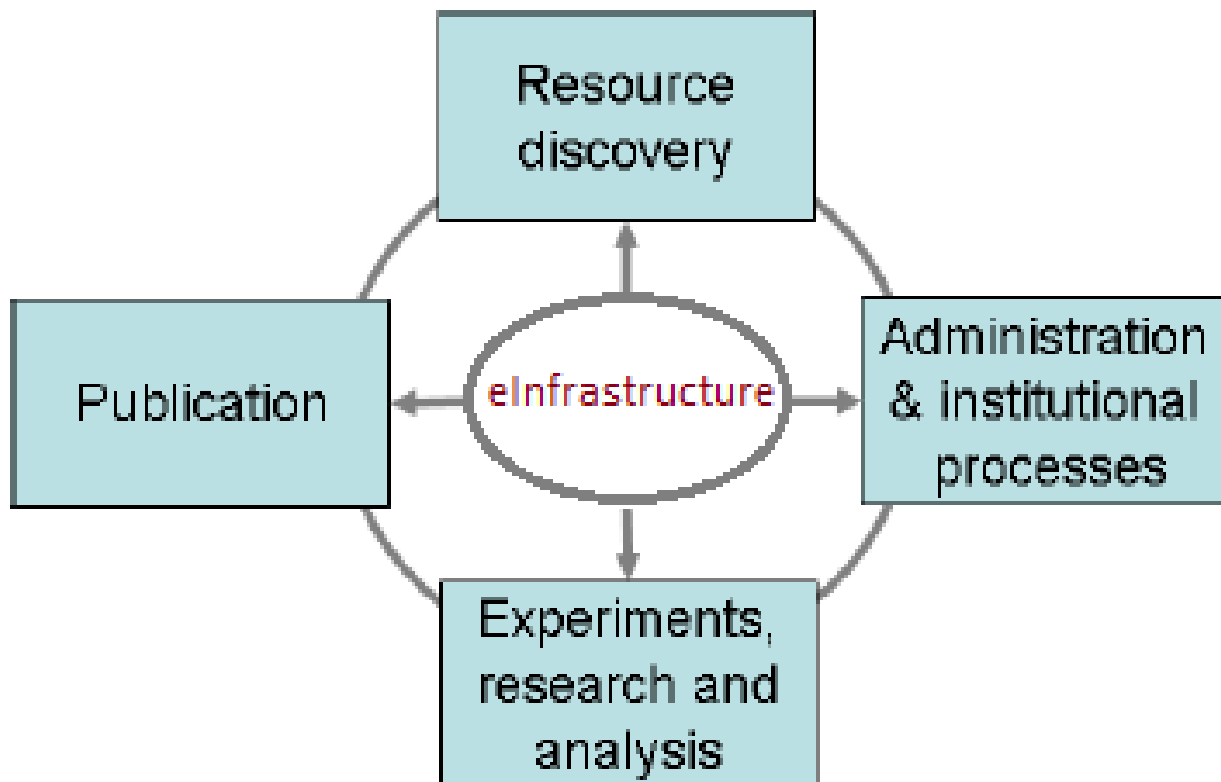 Resource
discovery
Publication
eInfrastructure
Administration
& institutional
processes
Experiments,
research and
analysis